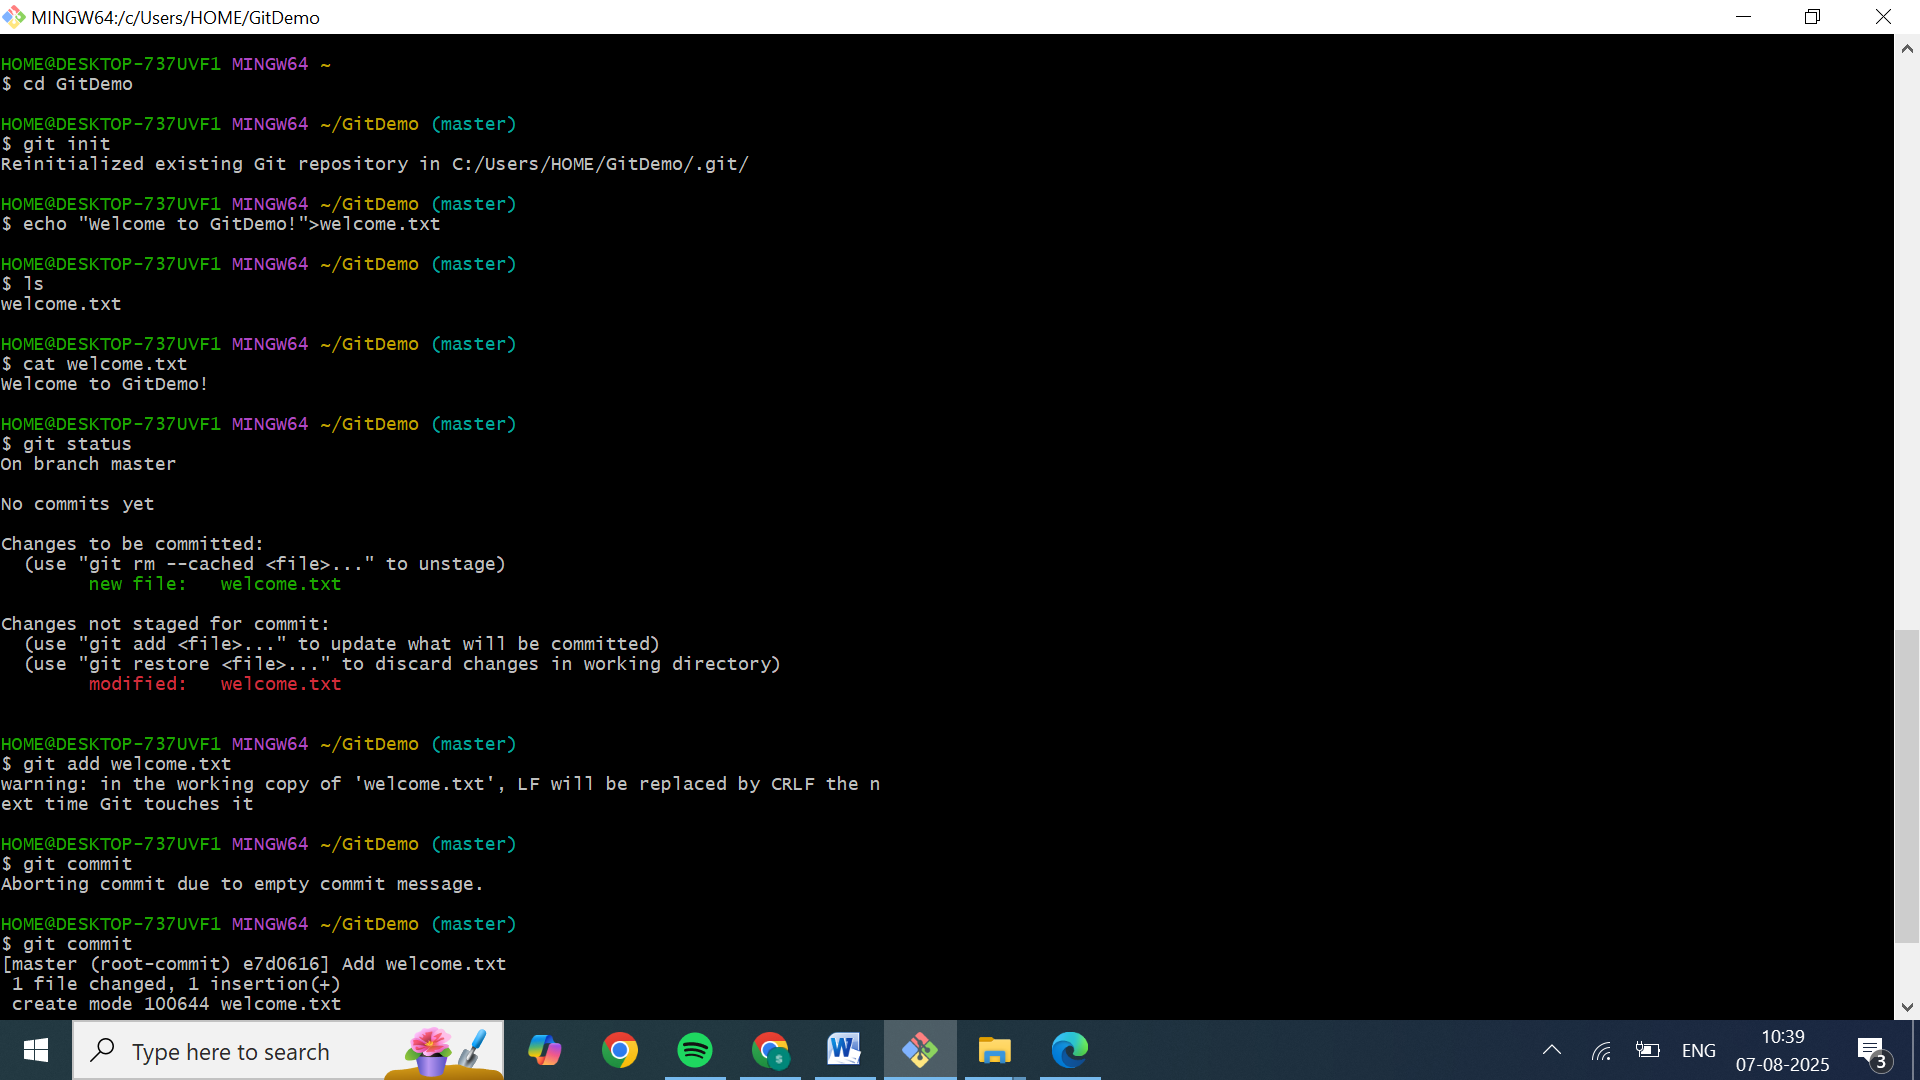 MINGW64:/c/Users/HOME/GitDemo
HOME@DESKTOP-737UVF1 MINGW64 ~
$ cd GitDemo
HOME@DESKTOP-737UVF1 MINGW64 ~/GitDemo (master)
$ git init
Reinitialized existing Git repository in C:/Users/HOME/GitDemo/.git/
HOME@DESKTOP-737UVF1 MINGW64 ~/GitDemo (master)
$ echo "Welcome to GitDemo!">welcome.txt
HOME@DESKTOP-737UVF1 MINGW64 ~/GitDemo (master)
$ ls
welcome.txt
HOME@DESKTOP-737UVF1 MINGW64 ~/GitDemo (master)
$ cat welcome.txt
Welcome to GitDemo!
HOME@DESKTOP-737UVF1 MINGW64 ~/GitDemo (master)
$ git status
On branch master
No commits yet
Changes to be committed:
  (use "git rm --cached <file>..." to unstage)
        new file:   welcome.txt
Changes not staged for commit:
  (use "git add <file>..." to update what will be committed)
  (use "git restore <file>..." to discard changes in working directory)
        modified:   welcome.txt
HOME@DESKTOP-737UVF1 MINGW64 ~/GitDemo (master)
$ git add welcome.txt
warning: in the working copy of 'welcome.txt', LF will be replaced by CRLF the n
ext time Git touches it
HOME@DESKTOP-737UVF1 MINGW64 ~/GitDemo (master)
$ git commit
Aborting commit due to empty commit message.
HOME@DESKTOP-737UVF1 MINGW64 ~/GitDemo (master)
$ git commit
[master (root-commit) e7d0616] Add welcome.txt
 1 file changed, 1 insertion(+)
 create mode 100644 welcome.txt
Type here to search
W
S
ENG
10:39
07-08-2025
3